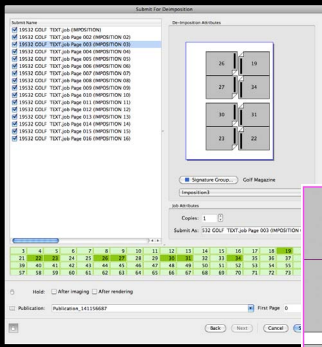 Submit For Deimposition
Submit Name
19532 GOLF TEXT.job (IMPOSITION)
19532 GOLF TEXT.job Page 002 (IMPOSITION 02)
19532 GOLF TEXT.job Page 003 (IMPOSITION 03)
19532 GOLF TEXT.job Page 004 (IMPOSITION 04)
19532 GOLF TEXT.job Page 005 (IMPOSITION 05)
19532 GOLF TEXT.job Page 006 (IMPOSITION 06)
19532 GOLF TEXT.job Page 007 (IMPOSITION 07)
19532 GOLF TEXT.job Page 008 (IMPOSITION 08)
19532 GOLF TEXT.job Page 009 (IMPOSITION 09)
19532 GOLF TEXT.job Page 010 (IMPOSITION 10)
19532 GOLF TEXT.job Page 011 (IMPOSITION 11)
19532 GOLF TEXT.job Page 012 (IMPOSITION 12)
19532 GOLF TEXT.job Page 013 (IMPOSITION 13)
19532 GOLF TEXT.job Page 014 (IMPOSITION 14)
19532 GOLF TEXT.job Page 015 (IMPOSITION 15)
19532 GOLF TEXT.job Page 016 (IMPOSITION 16)
De-Imposition Attributes
26 19
27 34
30 31
23 22
Signature Group... Golf Magazine
Imposition3
Job Attributes
Copies: 1
Submit As: 532 GOLF TEXT.job Page 003 (IMPOSITION
3 4 5 6 7 8 9 10 11 12 13 14 15 16 17 18 19
21 22 23 24 25 26 27 28 29 30 31 32 33 34 35 36 37
39 40 41 42 43 44 45 46 47 48 49 50 51 52 53 54 55
57 58 59 60 61 62 63 64 65 66 67 68 69 70 71 72 73
Hold: After imaging After rendering
Publication: Publication_141156687 First Page 0
Back Next Cancel